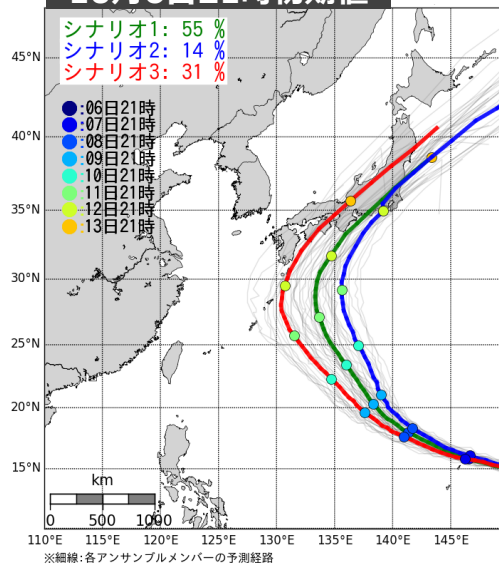 シナリオ1: 55 %
シナリオ2: 14 %
シナリオ3: 31 %
:06日21時
:07日21時
:08日21時
:09日21時
:10日21時
:11日21時
:12日21時
:13日21時
45°N
40°N
35°N
30°N
25°N
20°N
15°N
km
0 500 1000
110°E 115°E 120°E 125°E 130°E 135°E 140°E 145°E
※細線:各アンサンブルメンバーの予測経路